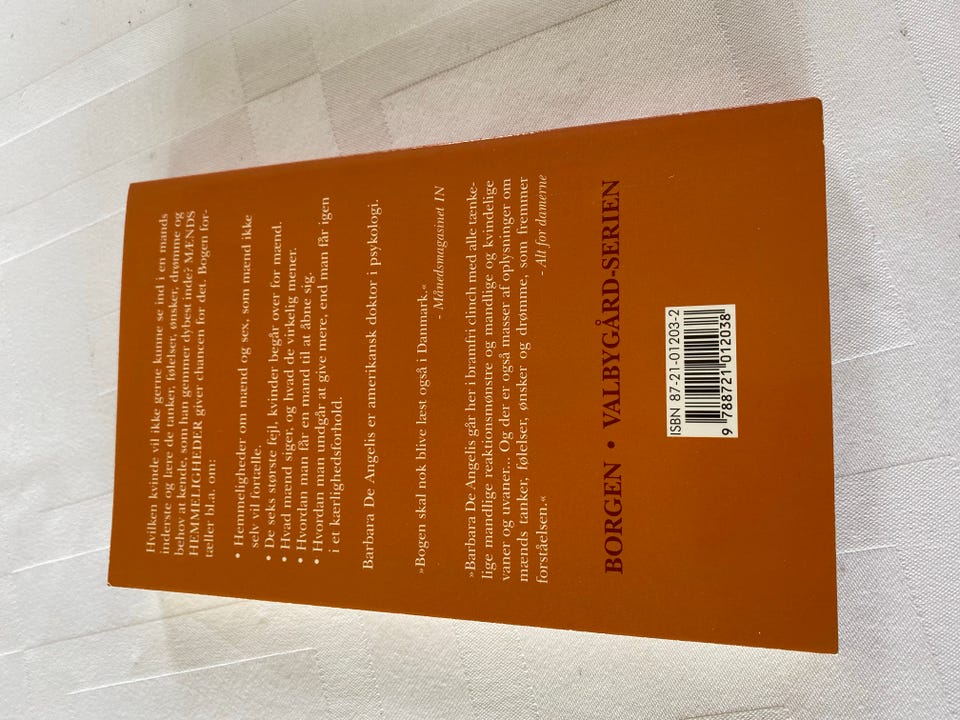 Hvilken kvinde vil ikke gerne kunne se ind i en mands
inderste og lære de tanker, følelser, ønsker, drømme og
behov at kende, som han gemmer dybest inde? MÆNDS
HEMMELIGHEDER giver chancen for det. Bogen for-
tæller bl.a. om:
• Hemmeligheder om mænd og sex, som mænd ikke
selv vil fortælle.
• De seks største fejl, kvinder begår over for mænd.
• Hvad mænd siger, og hvad de virkelig mener.
• Hvordan man får en mand til at åbne sig.
• Hvordan man undgår at give mere, end man får igen
i et kærlighedsforhold.
Barbara De Angelis er amerikansk doktor i psykologi.
»Bogen skal nok blive læst også i Danmark.«
- Månedsmagasinet IN
»Barbara De Angelis går her i bramfri clinch med alle tænke-
lige mandlige reaktionsmønstre og mandlige og kvindelige
vaner og uvaner... Og der er også masser af oplysninger om
mænds tanker, følelser, ønsker og drømme, som fremmer
forståelsen.«
- Alt for damerne
BORGEN • VALBYGÅRD-SERIEN
ISBN 87-21-01203-2
9 788721 012038